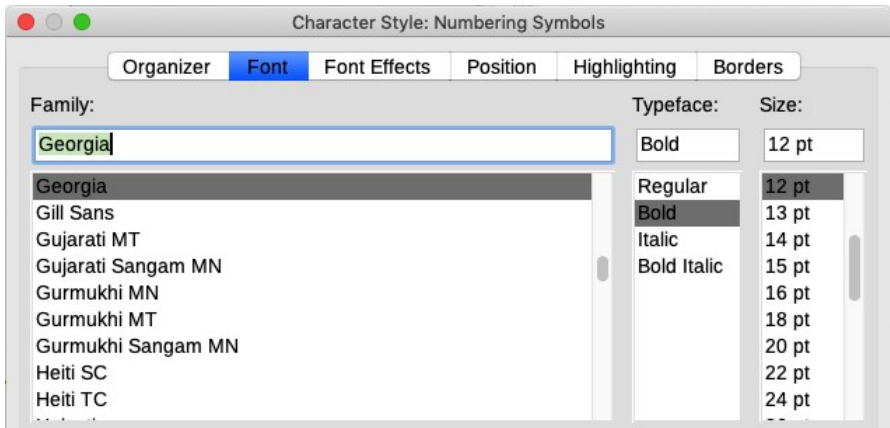 Character Style: Numbering Symbols
Organizer Font Font Effects Position Highlighting Borders
Family: Typeface: Size:
Georgia Bold 12 pt
Georgia Regular 12 pt
Gill Sans Bold 13 pt
Gujarati MT Italic 14 pt
Gujarati Sangam MN Bold Italic 15 pt
Gurmukhi MN 16 pt
Gurmukhi MT 18 pt
Gurmukhi Sangam MN 20 pt
Heiti SC 22 pt
Heiti TC 24 pt